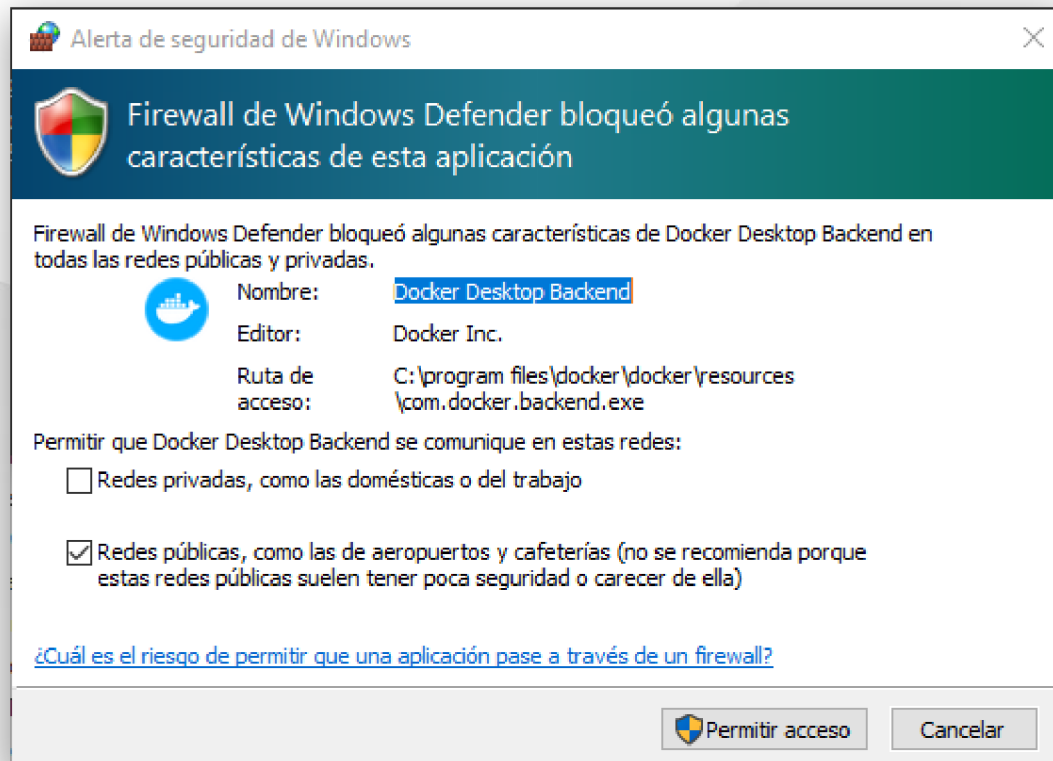 Alerta de seguridad de Windows
Firewall de Windows Defender bloqueó algunas
características de esta aplicación
Firewall de Windows Defender bloqueó algunas características de Docker Desktop Backend en
todas las redes públicas y privadas.
Nombre: Docker Desktop Backend
Editor: Docker Inc.
Ruta de acceso: C:\program files\docker\docker\resources
\com.docker.backend.exe
Permitir que Docker Desktop Backend se comunique en estas redes:
Redes privadas, como las domésticas o del trabajo
Redes públicas, como las de aeropuertos y cafeterías (no se recomienda porque
estas redes públicas suelen tener poca seguridad o carecer de ella)
¿Cuál es el riesgo de permitir que una aplicación pase a través de un firewall?
Permitir acceso
Cancelar